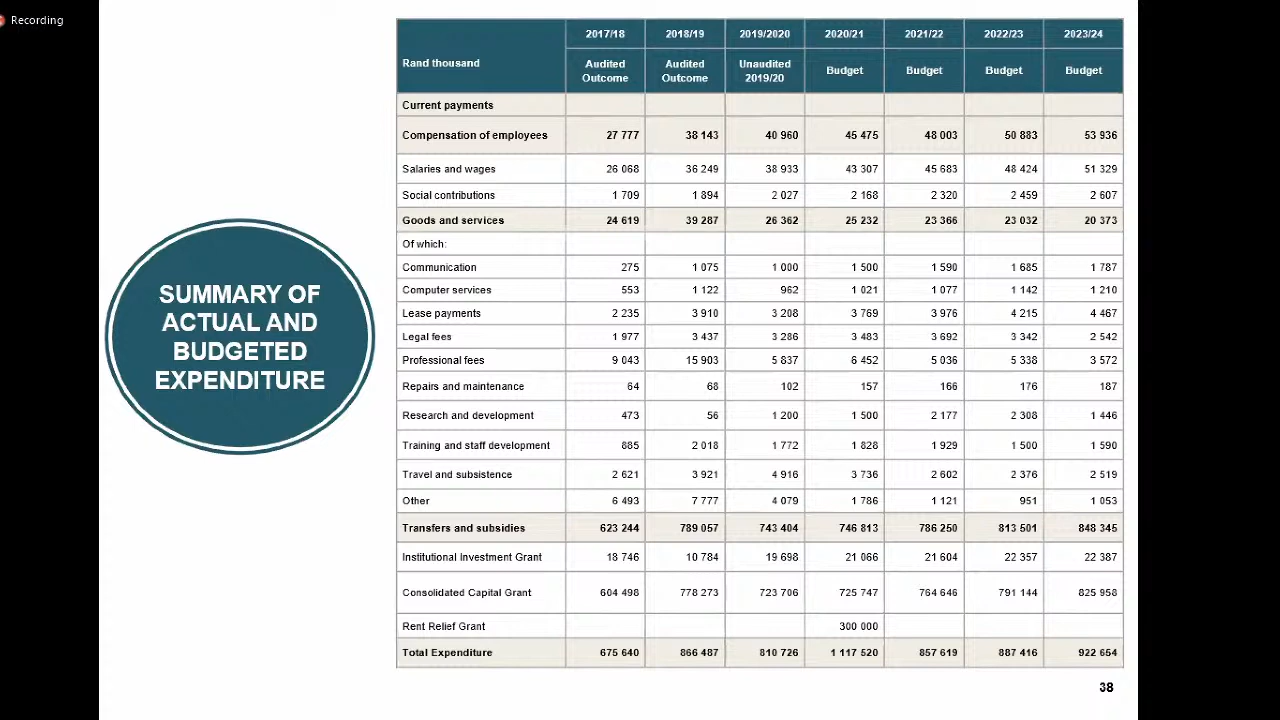 Recording
SUMMARY OF
ACTUAL AND
BUDGETED
EXPENDITURE
Rand thousand 2017/18 2018/19 2019/2020 2020/21 2021/22 2022/23 2023/24
Audited Outcome Audited Outcome Unaudited 2019/20 Budget Budget Budget Budget
Current payments
Compensation of employees 27 777 38 143 40 960 45 475 48 003 50 883 53 936
Salaries and wages 26 068 36 249 38 933 43 307 45 683 48 424 51 329
Social contributions 1 709 1 894 2 027 2 168 2 320 2 459 2 607
Goods and services 24 619 39 287 26 362 25 232 23 366 23 032 20 373
Of which:
Communication 275 1 075 1 000 1 500 1 590 1 685 1 787
Computer services 553 1 122 962 1 021 1 077 1 142 1 210
Lease payments 2 235 3 910 3 208 3 769 3 976 4 215 4 467
Legal fees 1 977 3 437 3 286 3 483 3 692 3 342 2 542
Professional fees 9 043 15 903 5 837 6 452 5 036 5 338 3 572
Repairs and maintenance 64 68 102 157 166 176 187
Research and development 473 56 1 200 1 500 2 177 2 308 1 446
Training and staff development 885 2 018 1 772 1 828 1 929 1 500 1 590
Travel and subsistence 2 621 3 921 4 916 3 736 2 602 2 376 2 519
Other 6 493 7 777 4 079 1 786 1 121 951 1 053
Transfers and subsidies 623 244 789 057 743 404 746 813 786 250 813 501 848 345
Institutional Investment Grant 18 746 10 784 19 698 21 066 21 604 22 357 22 387
Consolidated Capital Grant 604 498 778 273 723 706 725 747 764 646 791 144 825 958
Rent Relief Grant 300 000
Total Expenditure 675 640 866 487 810 726 1 117 520 857 619 887 416 922 654
38